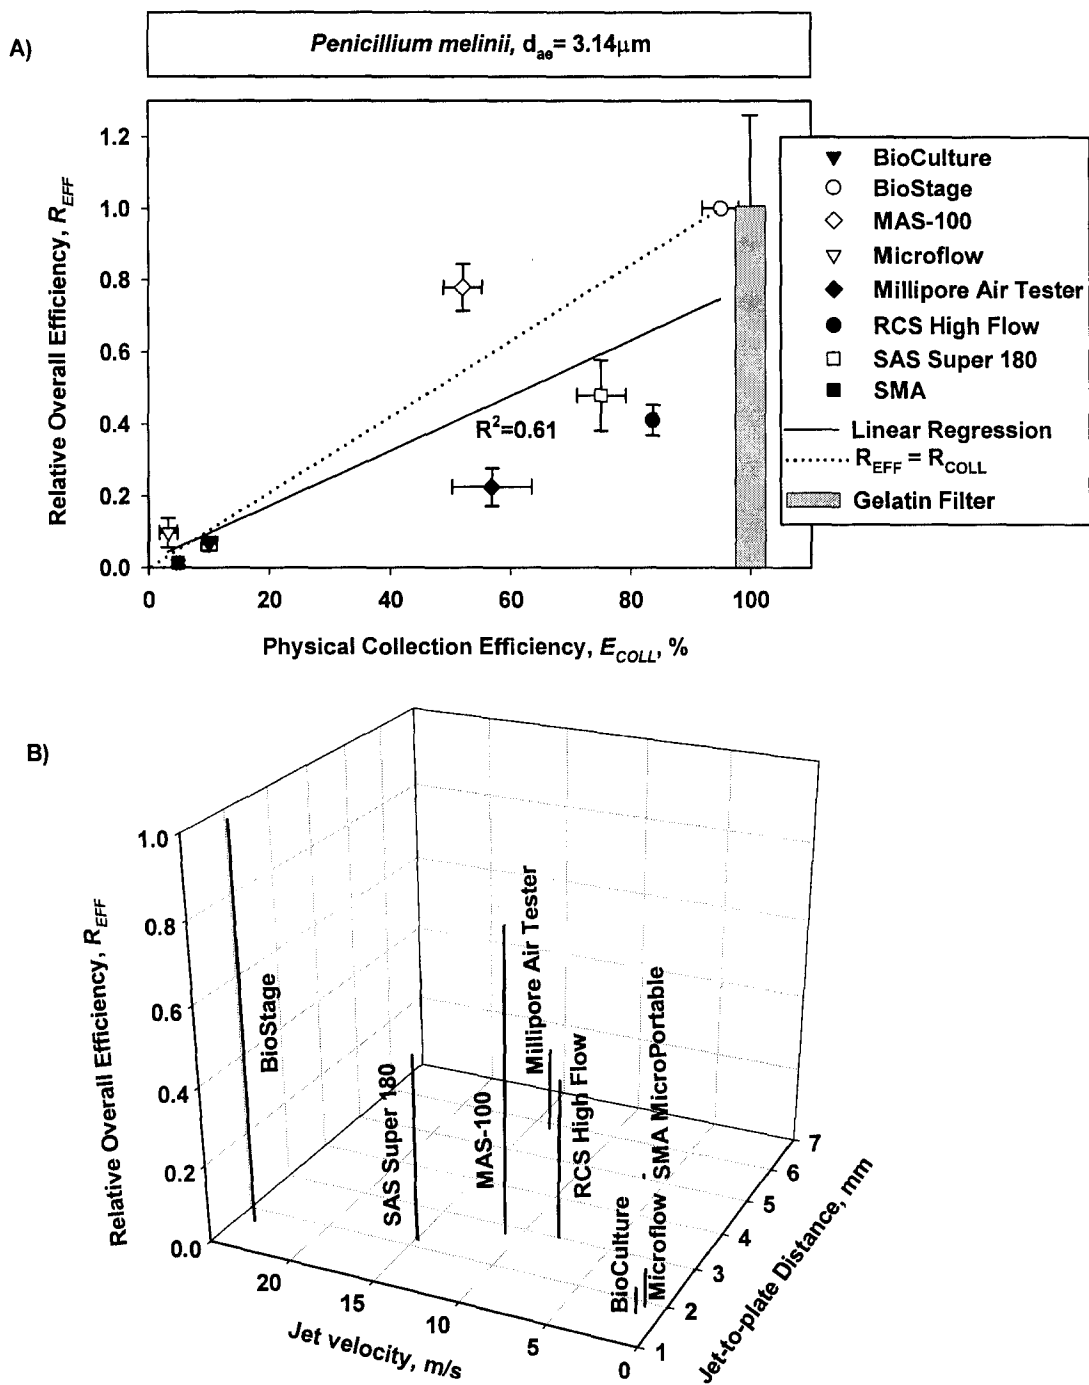 A)
Penicillium melinii, dae= 3.14μm
1.2
1.0
0.8
0.6
0.4
0.2
0.0
Relative Overall Efficiency, REFF
R2=0.61
0 20 40 60 80 100
Physical Collection Efficiency, ECOLL, %
BioCulture
BioStage
MAS-100
Microflow
Millipore Air Tester
RCS High Flow
SAS Super 180
SMA
Linear Regression
REFF = RCOLL
Gelatin Filter
B)
1.0
0.8
0.6
0.4
0.2
0.0
Relative Overall Efficiency, REFF
BioStage
SAS Super 180
MAS-100
Millipore Air Tester
RCS High Flow
BioCulture
Microflow
SMA MicroPortable
20
15
10
5
0
Jet velocity, m/s
1
2
3
4
5
6
7
Jet-to-plate Distance, mm